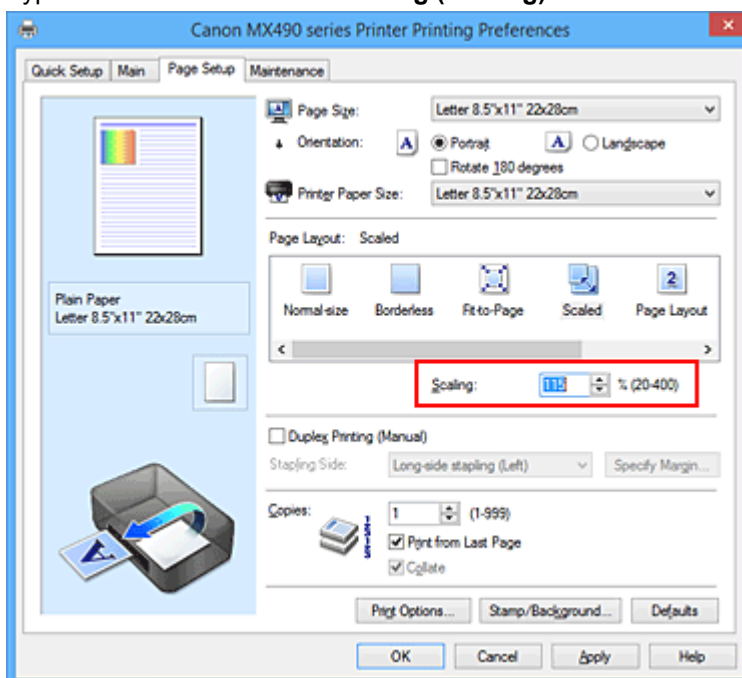 Canon MX490 series Printer Printing Preferences
Quick Setup Main Page Setup Maintenance
Page Size: Letter 8.5"x11" 22x28cm
Orientation: A Portrait A Landscape
Rotate 180 degrees
Printer Paper Size: Letter 8.5"x11" 22x28cm
Page Layout: Scaled
Plain Paper
Letter 8.5"x11" 22x28cm
Normal-size Borderless Fit-to-Page Scaled 2 Page Layout
Scaling: 115 % (20-400)
Duplex Printing (Manual)
Stapling Side: Long-side stapling (Left) Specify Margin...
Copies: 1 (1-999)
Print from Last Page
Collate
A
Print Options... Stamp/Background... Defaults
OK Cancel Apply Help